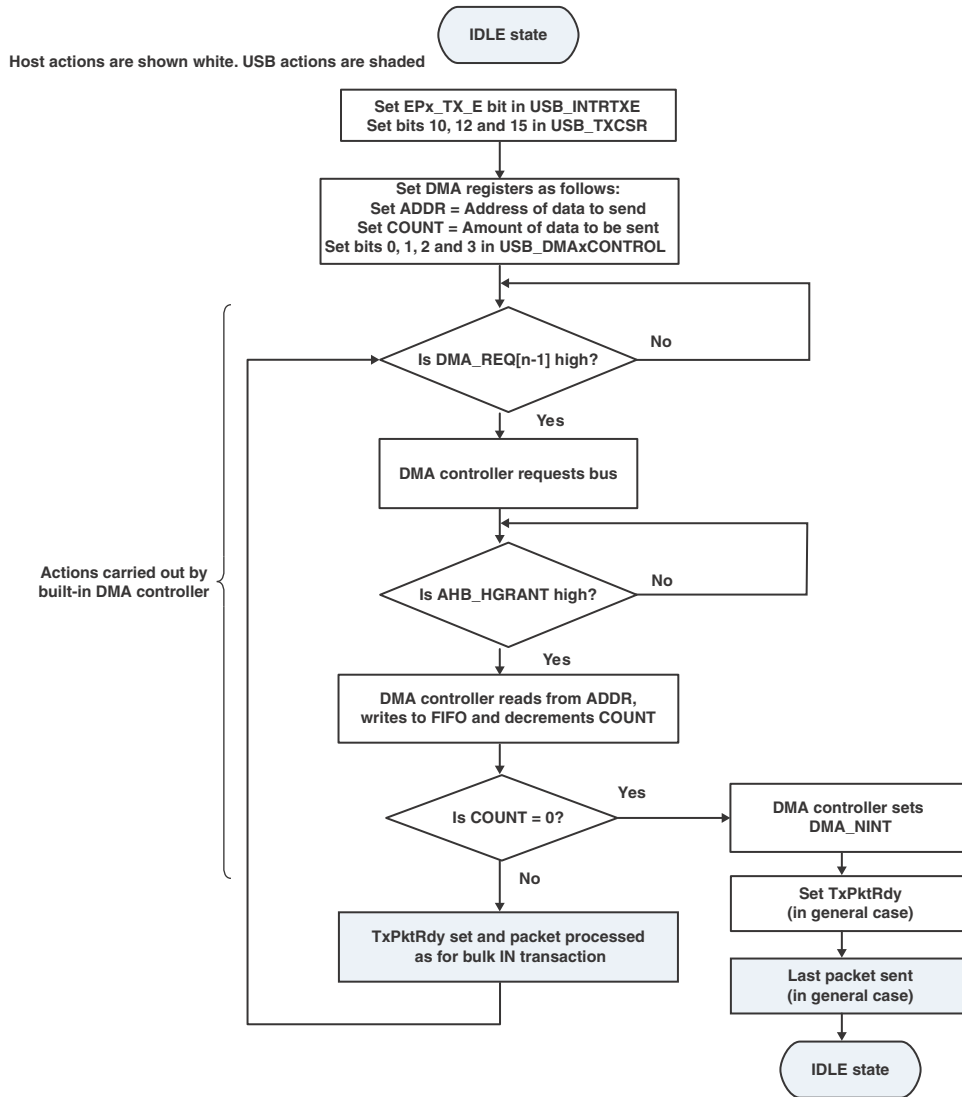 IDLE state
Host actions are shown white. USB actions are shaded
Set EPx_TX_E bit in USB_INTRTXE
Set bits 10, 12 and 15 in USB_TXCSR
Set DMA registers as follows:
Set ADDR = Address of data to send
Set COUNT = Amount of data to be sent
Set bits 0, 1, 2 and 3 in USB_DMAxCONTROL
Is DMA_REQ[n-1] high?
No
Yes
DMA controller requests bus
Actions carried out by
built-in DMA controller
Is AHB_HGRANT high?
No
Yes
DMA controller reads from ADDR,
writes to FIFO and decrements COUNT
Is COUNT = 0?
Yes
No
DMA controller sets
DMA_NINT
Set TxPktRdy
(in general case)
TxPktRdy set and packet processed
as for bulk IN transaction
Last packet sent
(in general case)
IDLE state